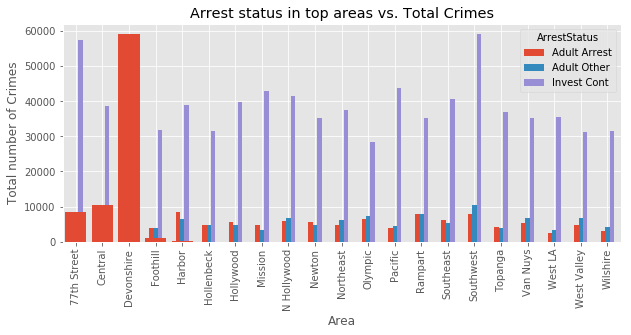 Arrest status in top areas vs. Total Crimes
Total number of Crimes
60000
50000
40000
30000
20000
10000
0
ArrestStatus
Adult Arrest
Adult Other
Invest Cont
77th Street
Central
Devonshire
Foothill
Harbor
Hollenbeck
Hollywood
Mission
N Hollywood
Newton
Northeast
Olympic
Pacific
Rampart
Southeast
Southwest
Topanga
Van Nuys
West LA
West Valley
Wilshire
Area